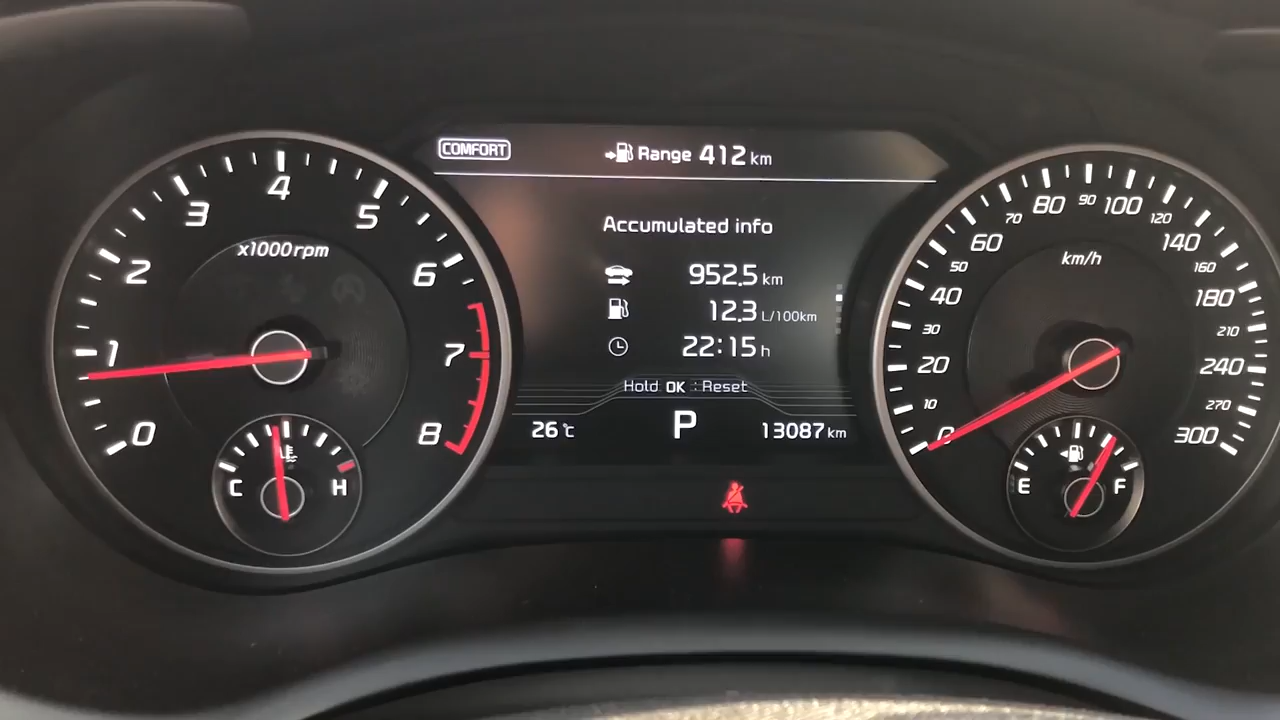 COMFORT
Range 412 km
Accumulated info
952.5 km
12.3 L/100km
22:15 h
Hold OK : Reset
26℃ P 13087 km
x1000rpm
0 1 2 3 4 5 6 7 8
C H
km/h
0 10 20 30 40 50 60 70 80 90 100 120 140 160 180 210 240 270 300
E F